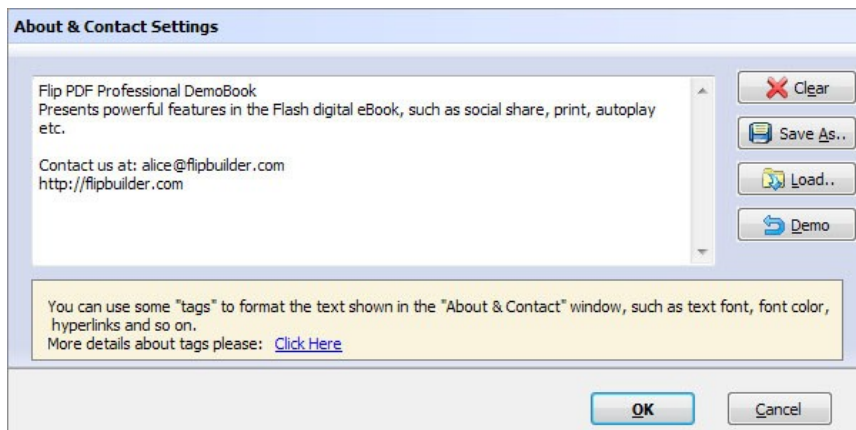 About & Contact Settings
Flip PDF Professional DemoBook
Presents powerful features in the Flash digital eBook, such as social share, print, autoplay
etc.
Contact us at: alice@flipbuilder.com
http://flipbuilder.com
Clear
Save As..
Load..
Demo
You can use some "tags" to format the text shown in the "About & Contact" window, such as text font, font color,
hyperlinks and so on.
More details about tags please: Click Here
OK
Cancel